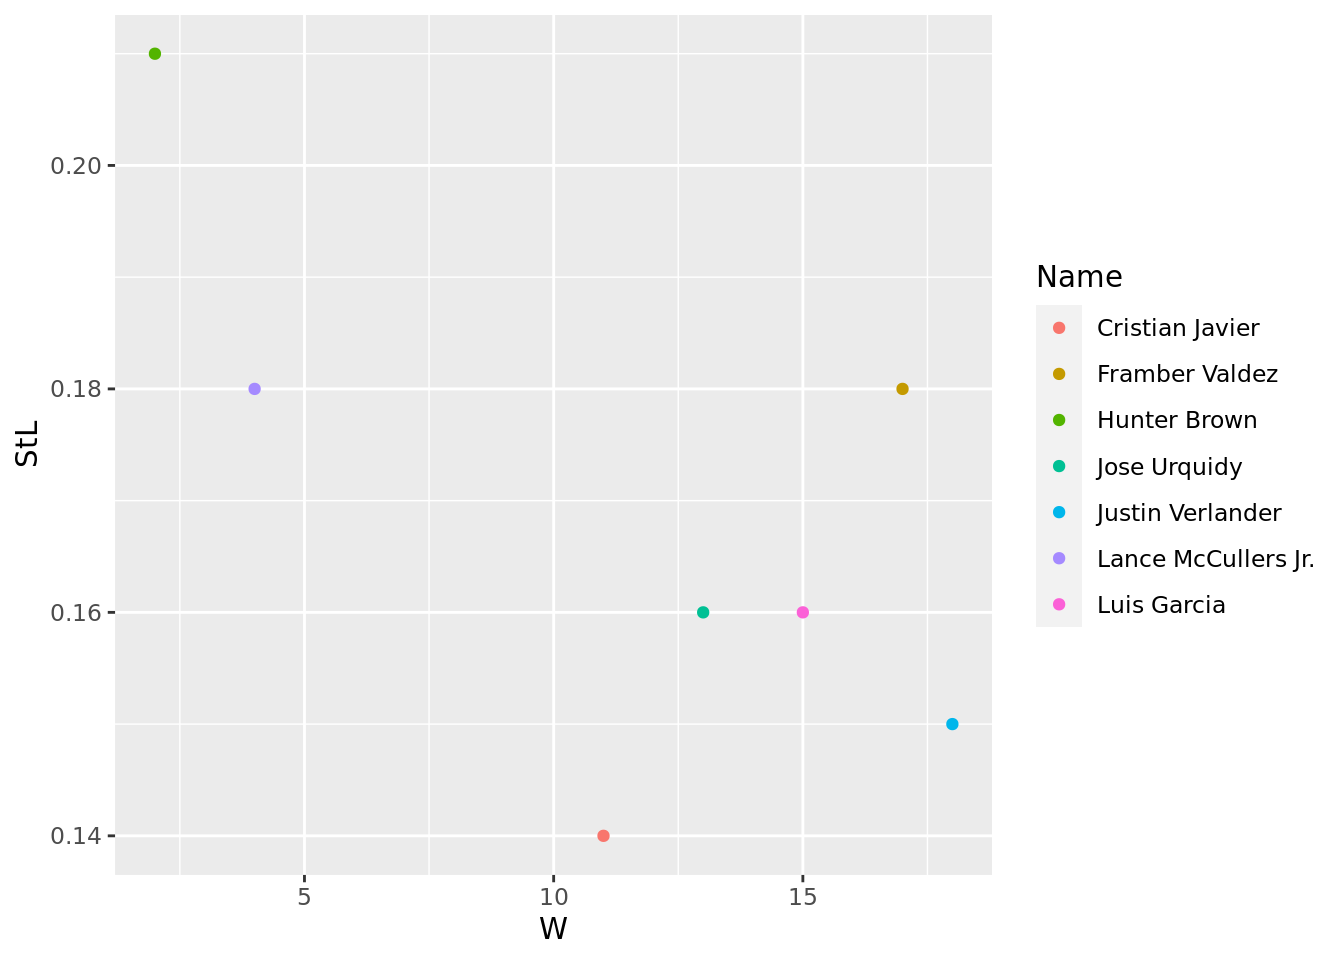 0.20
0.18
0.16
0.14
StL
5 10 15
W
Name
Cristian Javier
Framber Valdez
Hunter Brown
Jose Urquidy
Justin Verlander
Lance McCullers Jr.
Luis Garcia